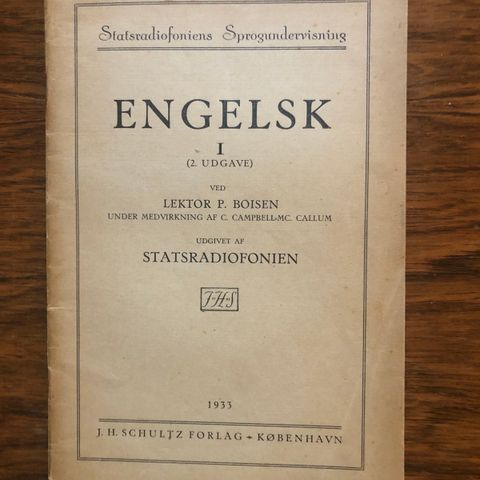 Statsradiofoniens Sprogundervisning
ENGELSK
I
(2. UDGAVE)
VED
LEKTOR P. BOISEN
UNDER MEDVIRKNING AF C. CAMPBELL-MC. CALLUM
UDGIVET AF
STATSRADIOFONIEN
J-H-S
1933
J. H. SCHULTZ FORLAG - KØBENHAVN